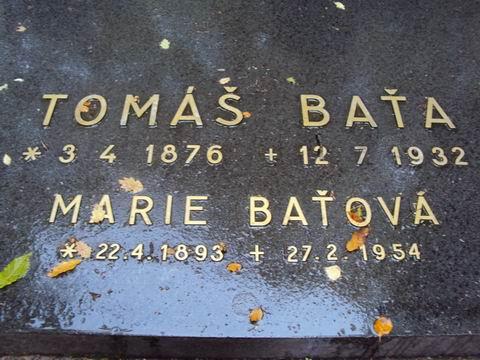 TOMÁŠ BAŤA
* 3 4 1876 + 12 7 1932
MARIE BAŤOVÁ
* 22.4.1893 + 27.2.1954